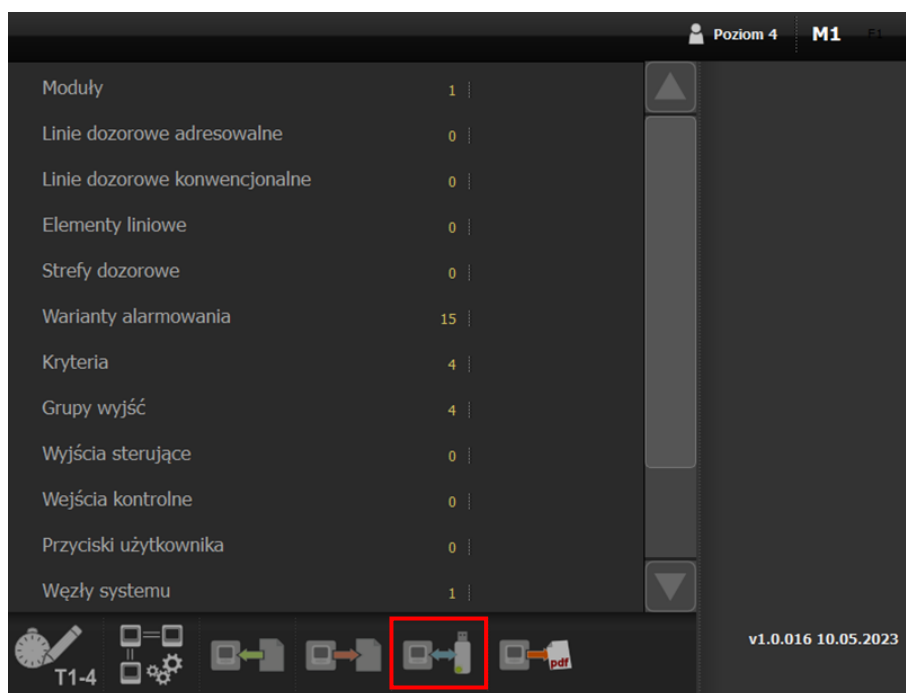 Poziom 4 M1 F1
Moduły 1
Linie dozorowe adresowalne 0
Linie dozorowe konwencjonalne 0
Elementy liniowe 0
Strefy dozorowe 0
Warianty alarmowania 15
Kryteria 4
Grupy wyjść 4
Wyjścia sterujące 0
Wejścia kontrolne 0
Przyciski użytkownika 0
Węzły systemu 1
T1-4
pdf
v1.0.016 10.05.2023